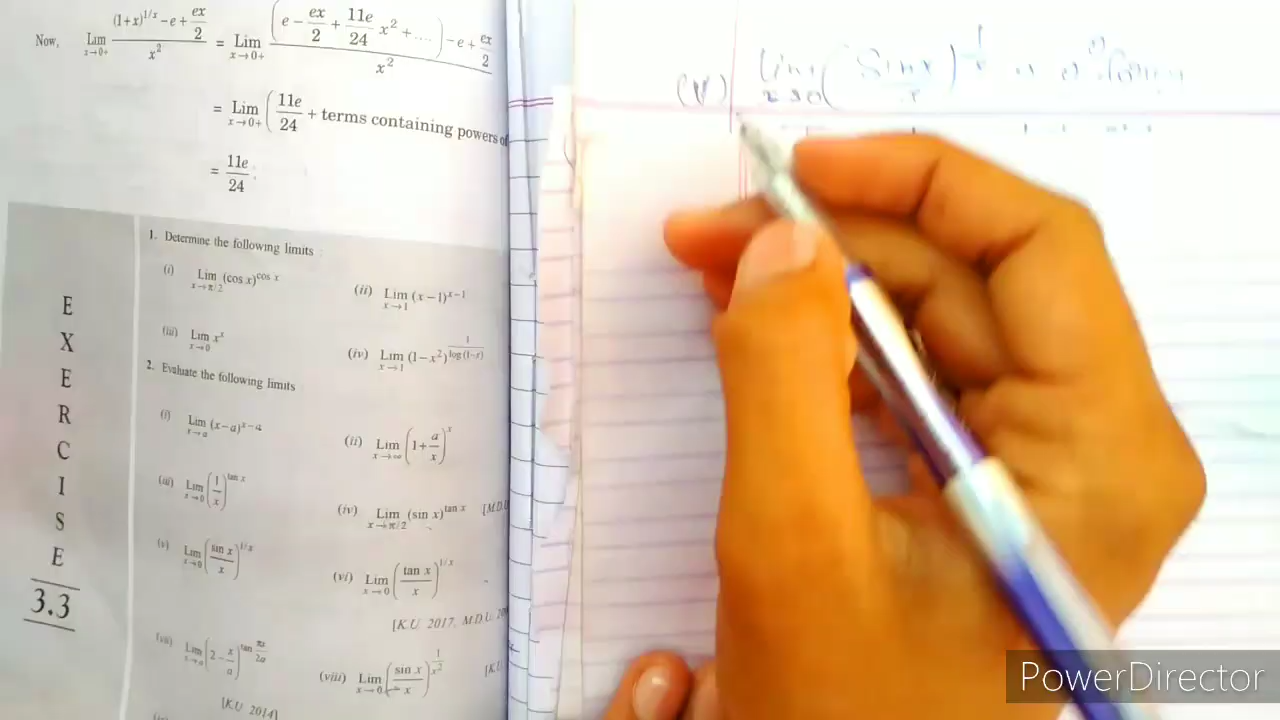 Now, Lim x→0+ ((1+x)^{1/x} - e + ex/2) / x² = Lim x→0+ ((e - ex/2 + 11e/24 x² + ....) - e + ex/2) / x²
= Lim x→0+ (11e/24 + terms containing powers of
= 11e/24.
EXERCISE 3.3
1. Determine the following limits
(i) Lim x→π/2 (cos x)^{cos x} (ii) Lim x→1 (x-1)^{x-1}
(iii) Lim x→0 x^x (iv) Lim x→1 (1-x²)^{1/log (1-x)}
2. Evaluate the following limits
(i) Lim x→a (x-a)^{x-a} (ii) Lim x→∞ (1+a/x)^x
(iii) Lim x→0 (1/x)^{tan x} (iv) Lim x→π/2 (sin x)^{tan x} [M.D.U
(v) Lim x→0 (sin x/x)^{1/x} (vi) Lim x→0 (tan x/x)^{1/x}
[K.U. 2017, M.D.U. 20
(vii) Lim x→a (2 - x/a)^{tan πx/2a} (viii) Lim x→0 (sin x/x)^{1/x²} [K.U.
[K.U. 2014]
(V) lim x→0 (Sin x/x)^{1/x}
PowerDirector